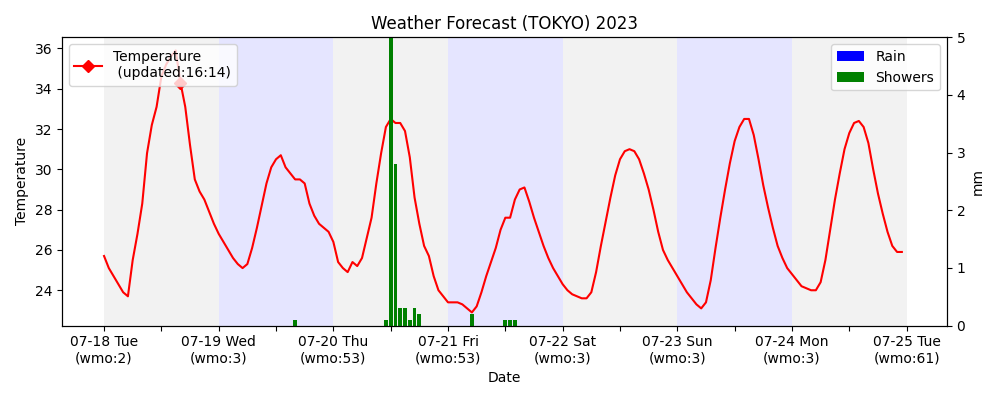 Weather Forecast (TOKYO) 2023
Temperature
(updated:16:14)
Rain
Showers
Temperature
36
34
32
30
28
26
24
5
4
3
2
1
0
mm
07-18 Tue
(wmo:2)
07-19 Wed
(wmo:3)
07-20 Thu
(wmo:53)
07-21 Fri
(wmo:53)
07-22 Sat
(wmo:3)
07-23 Sun
(wmo:3)
07-24 Mon
(wmo:3)
07-25 Tue
(wmo:61)
Date